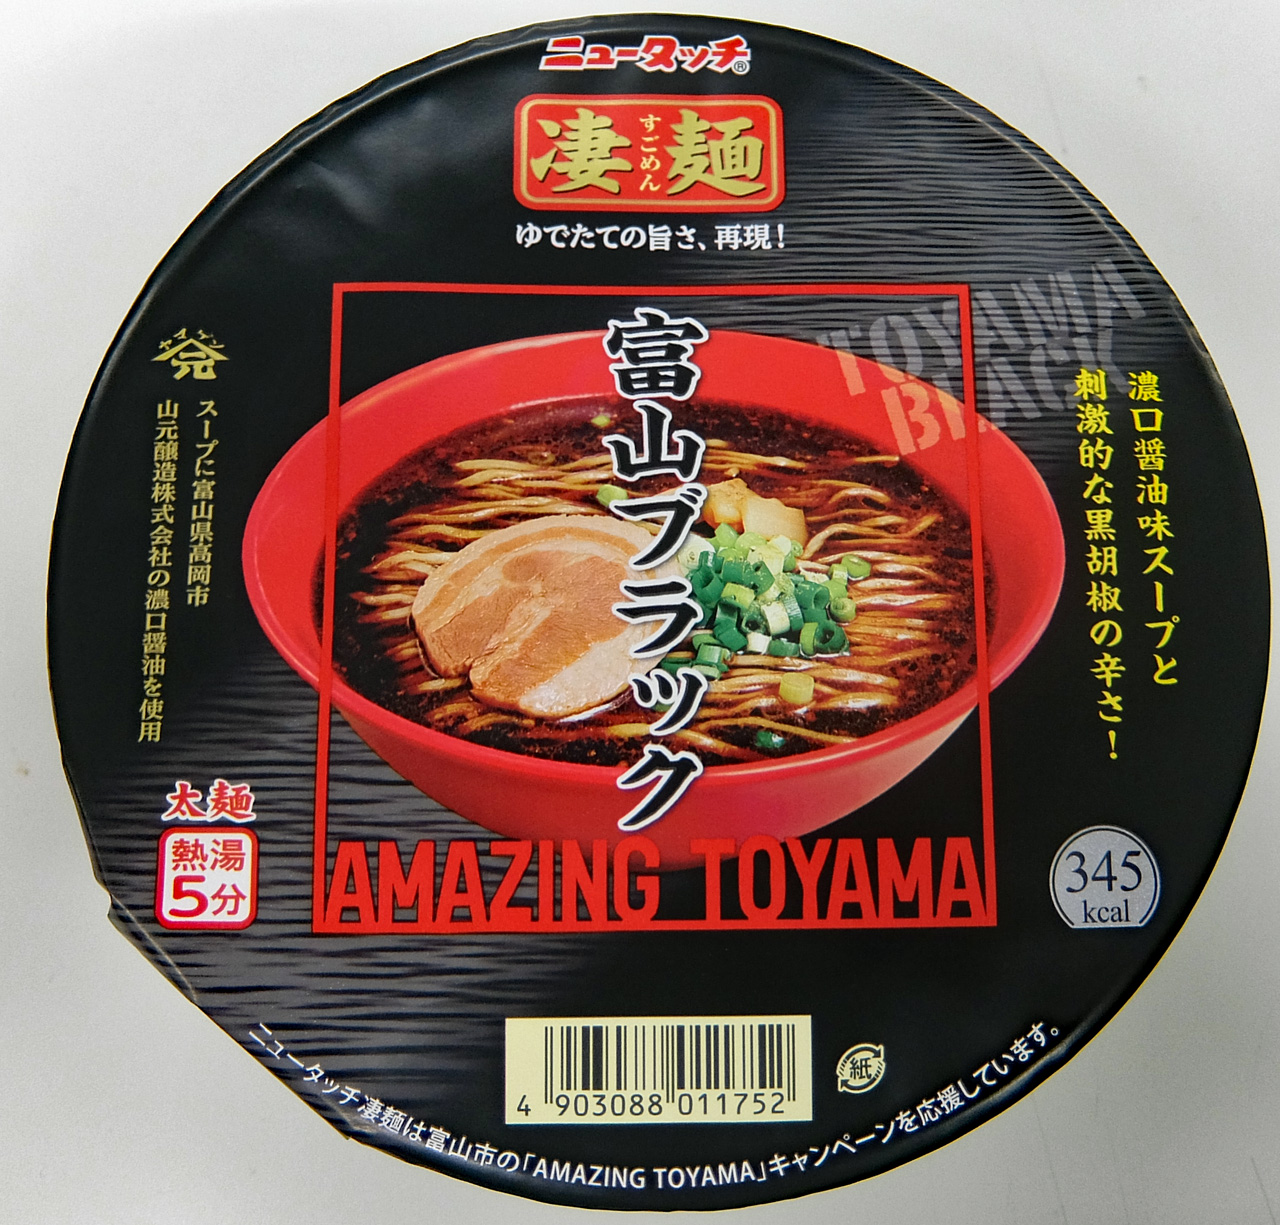 ニュータッチ®
凄麺
すごめん
ゆでたての旨さ、再現!
富山ブラック
TOYAMA
BLACK
濃口醤油味スープと
刺激的な黒胡椒の辛さ!
ヤマゲン
元
スープに富山県高岡市
山元醸造株式会社の濃口醤油を使用
太麺
熱湯
5分
AMAZING TOYAMA
345
kcal
4 903088 011752
紙
ニュータッチ凄麺は富山市の「AMAZING TOYAMA」キャンペーンを応援しています。